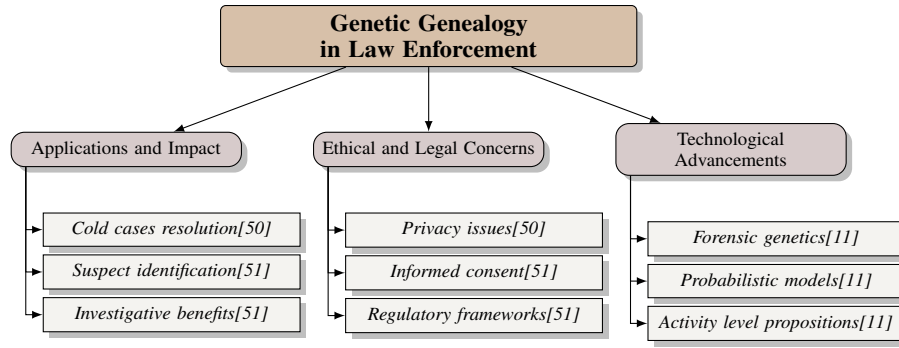 Genetic Genealogy
in Law Enforcement
Applications and Impact
Cold cases resolution[50]
Suspect identification[51]
Investigative benefits[51]
Ethical and Legal Concerns
Privacy issues[50]
Informed consent[51]
Regulatory frameworks[51]
Technological
Advancements
Forensic genetics[11]
Probabilistic models[11]
Activity level propositions[11]